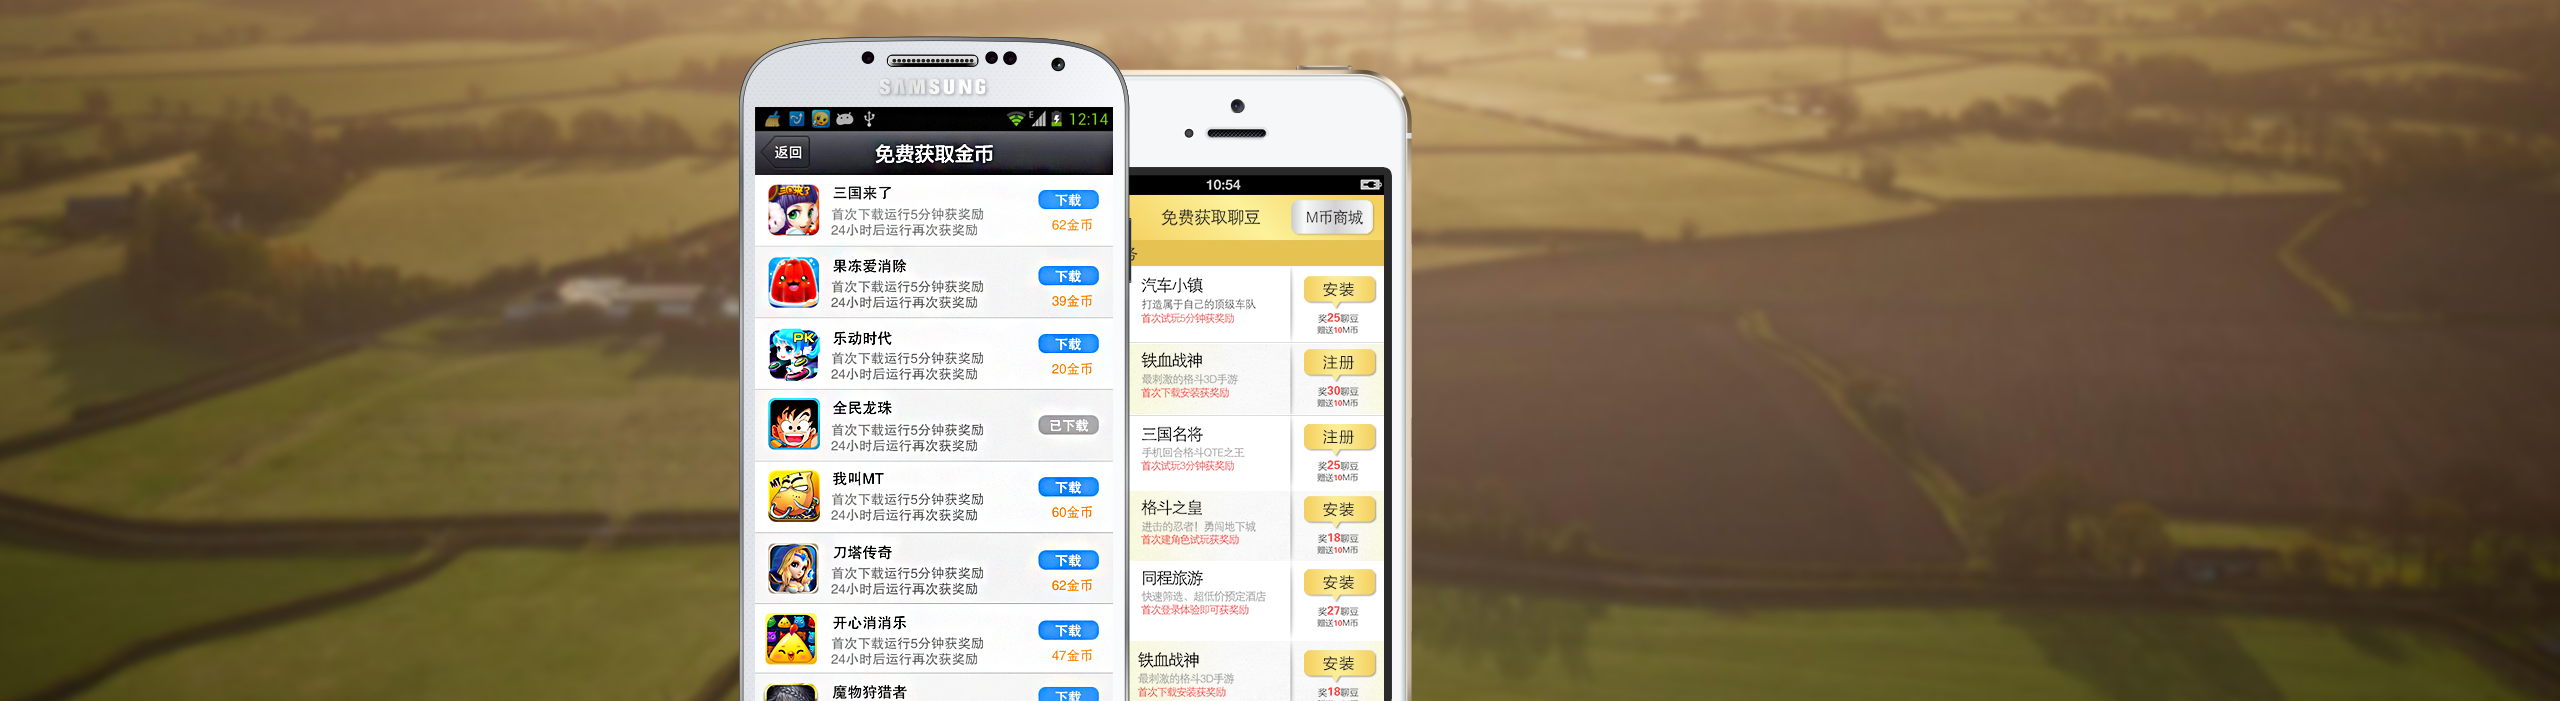 SAMSUNG
12:14
返回
免费获取金币
三国来了
首次下载运行5分钟获奖励
24小时后运行再次获奖励
下载
62金币
果冻爱消除
首次下载运行5分钟获奖励
24小时后运行再次获奖励
下载
39金币
乐动时代
首次下载运行5分钟获奖励
24小时后运行再次获奖励
下载
20金币
PK
全民龙珠
首次下载运行5分钟获奖励
24小时后运行再次获奖励
已下载
我叫MT
首次下载运行5分钟获奖励
24小时后运行再次获奖励
下载
60金币
MT
刀塔传奇
首次下载运行5分钟获奖励
24小时后运行再次获奖励
下载
62金币
开心消消乐
首次下载运行5分钟获奖励
24小时后运行再次获奖励
下载
47金币
魔物狩猎者
下载
10:54
免费获取聊豆
M币商城
务
汽车小镇
打造属于自己的顶级车队
首次试玩5分钟获奖励
安装
奖25聊豆
赠送10M币
铁血战神
最刺激的格斗3D手游
首次下载安装获奖励
注册
奖30聊豆
赠送10M币
三国名将
手机回合格斗QTE之王
首次试玩3分钟获奖励
注册
奖25聊豆
赠送10M币
格斗之皇
进击的忍者！勇闯地下城
首次建角色试玩获奖励
安装
奖18聊豆
赠送10M币
同程旅游
快速筛选、超低价预定酒店
首次登录体验即可获奖励
安装
奖27聊豆
赠送10M币
铁血战神
最刺激的格斗3D手游
首次下载安装获奖励
安装
奖18聊豆